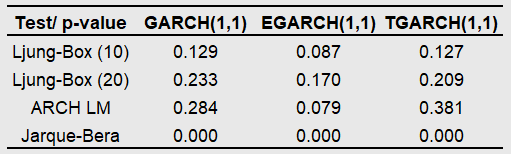 Test/ p-value GARCH(1,1) EGARCH(1,1) TGARCH(1,1)
Ljung-Box (10) 0.129 0.087 0.127
Ljung-Box (20) 0.233 0.170 0.209
ARCH LM 0.284 0.079 0.381
Jarque-Bera 0.000 0.000 0.000